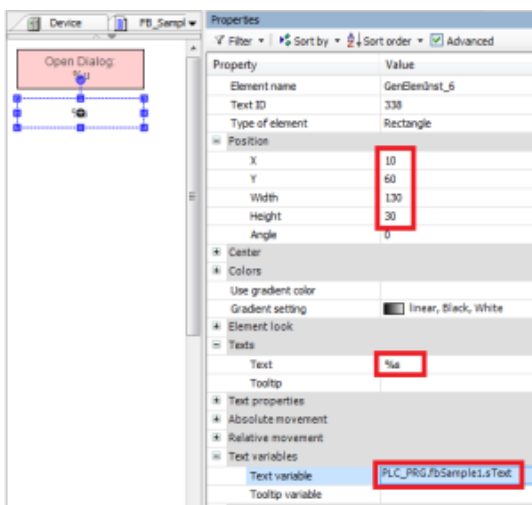 Device
FB_Sampl
Open Dialog:
%u
Properties
Filter
Sort by
Sort order
Advanced
Property Value
Element name GenElemInst_6
Text ID 338
Type of element Rectangle
Position
X 10
Y 60
Width 130
Height 30
Angle 0
Center
Colors
Use gradient color
Gradient setting linear, Black, White
Element look
Texts
Text %s
Tooltip
Text properties
Absolute movement
Relative movement
Text variables
Text variable PLC_PRG.fbSample1.sText
Tooltip variable